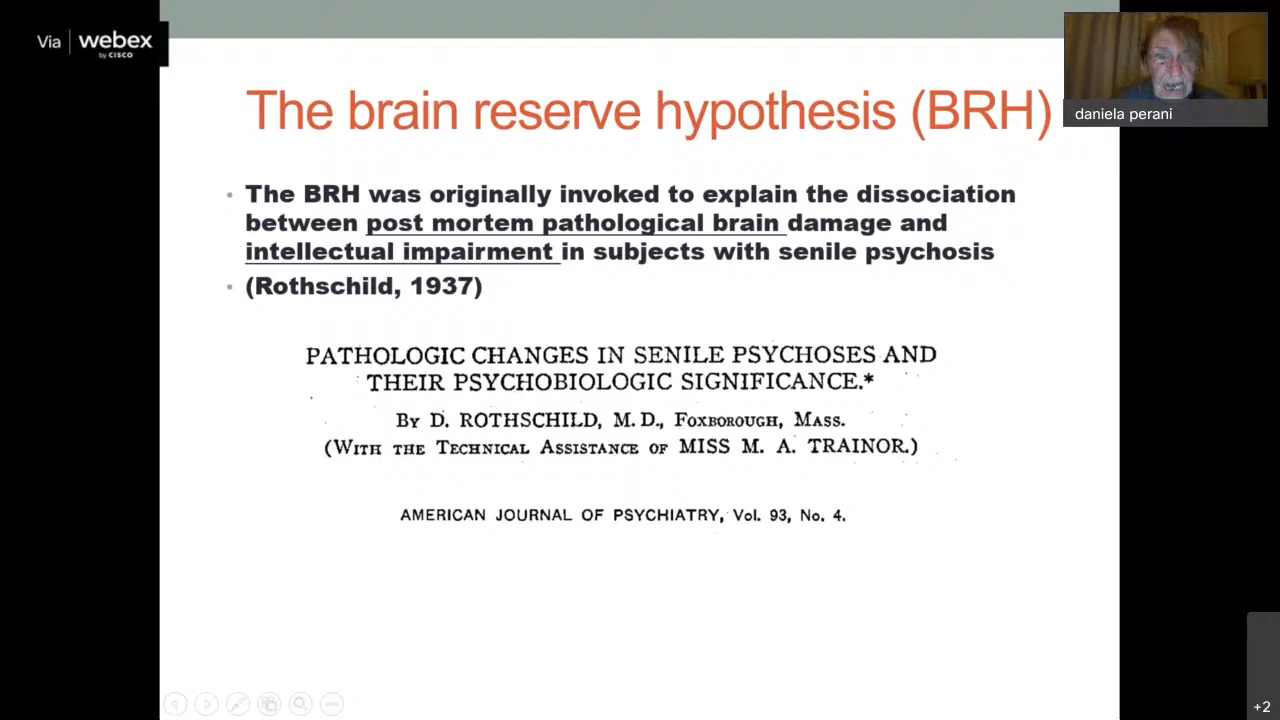 Via | webex
by CISCO
The brain reserve hypothesis (BRH)
daniela perani
• The BRH was originally invoked to explain the dissociation
between post mortem pathological brain damage and
intellectual impairment in subjects with senile psychosis
• (Rothschild, 1937)
PATHOLOGIC CHANGES IN SENILE PSYCHOSES AND
THEIR PSYCHOBIOLOGIC SIGNIFICANCE.*
BY D. ROTHSCHILD, M. D., FOXBOROUGH, MASS.
(WITH THE TECHNICAL ASSISTANCE OF MISS M. A. TRAINOR.)
AMERICAN JOURNAL OF PSYCHIATRY, Vol. 93, No. 4.
+2